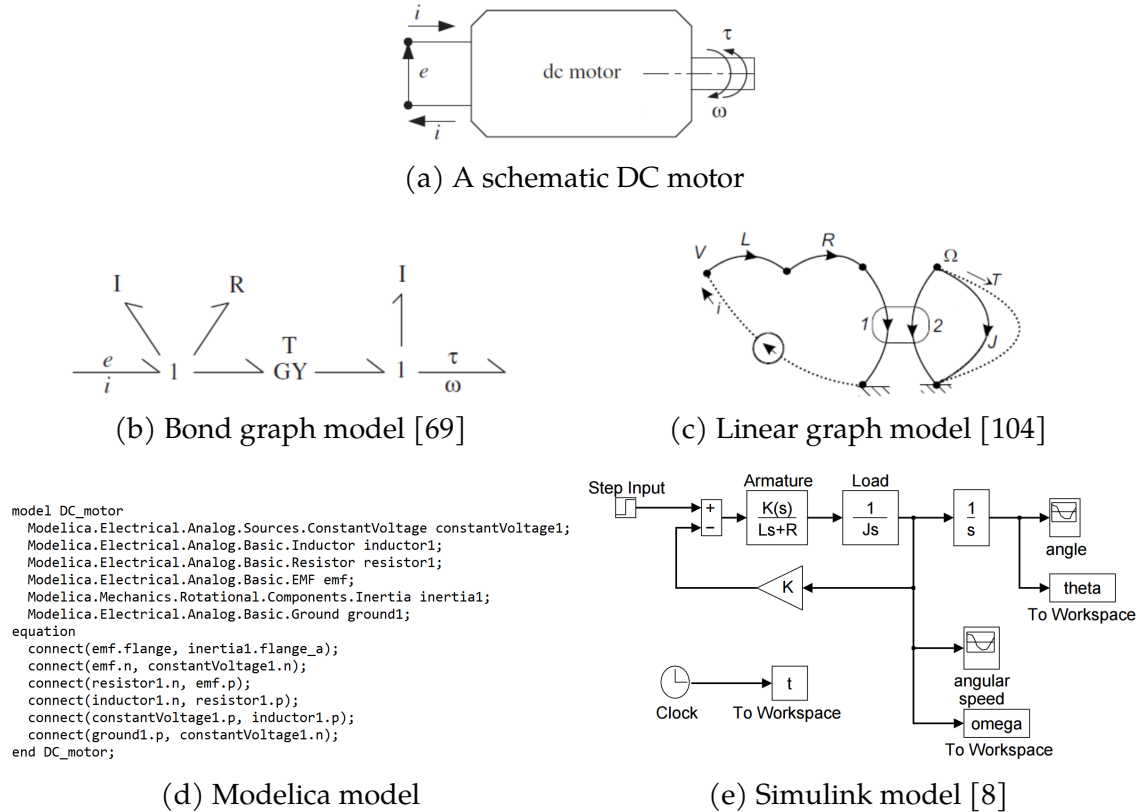 i
τ
e
dc motor
i
ω
(a) A schematic DC motor
I R I
T
e τ
1 GY 1
i ω
(b) Bond graph model [69]
V L R Ω
T
i 1 2
J
(c) Linear graph model [104]
model DC_motor
Modelica.Electrical.Analog.Sources.ConstantVoltage constantVoltage1;
Modelica.Electrical.Analog.Basic.Inductor inductor1;
Modelica.Electrical.Analog.Basic.Resistor resistor1;
Modelica.Electrical.Analog.Basic.EMF emf;
Modelica.Mechanics.Rotational.Components.Inertia inertia1;
Modelica.Electrical.Analog.Basic.Ground ground1;
equation
connect(emf.flange, inertia1.flange_a);
connect(emf.n, constantVoltage1.n);
connect(resistor1.n, emf.p);
connect(inductor1.n, resistor1.p);
connect(constantVoltage1.p, inductor1.p);
connect(ground1.p, constantVoltage1.n);
end DC_motor;
(d) Modelica model
Step Input
Armature
Load
+
−
K(s)
Ls+R
1
Js
1
s
angle
K
theta
To Workspace
angular
speed
Clock
t
To Workspace
omega
To Workspace
(e) Simulink model [8]